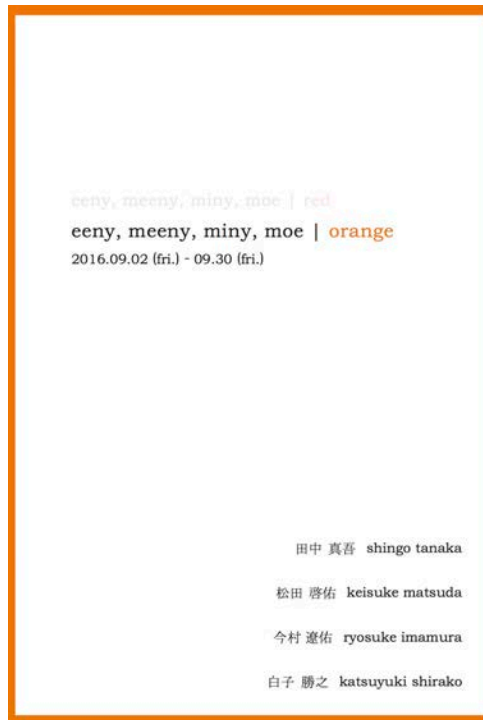 eeny, meeny, miny, moe | red
eeny, meeny, miny, moe | orange
2016.09.02 (fri.) - 09.30 (fri.)
田中 真吾 shingo tanaka
松田 啓佑 keisuke matsuda
今村 遼佑 ryosuke imamura
白子 勝之 katsuyuki shirako